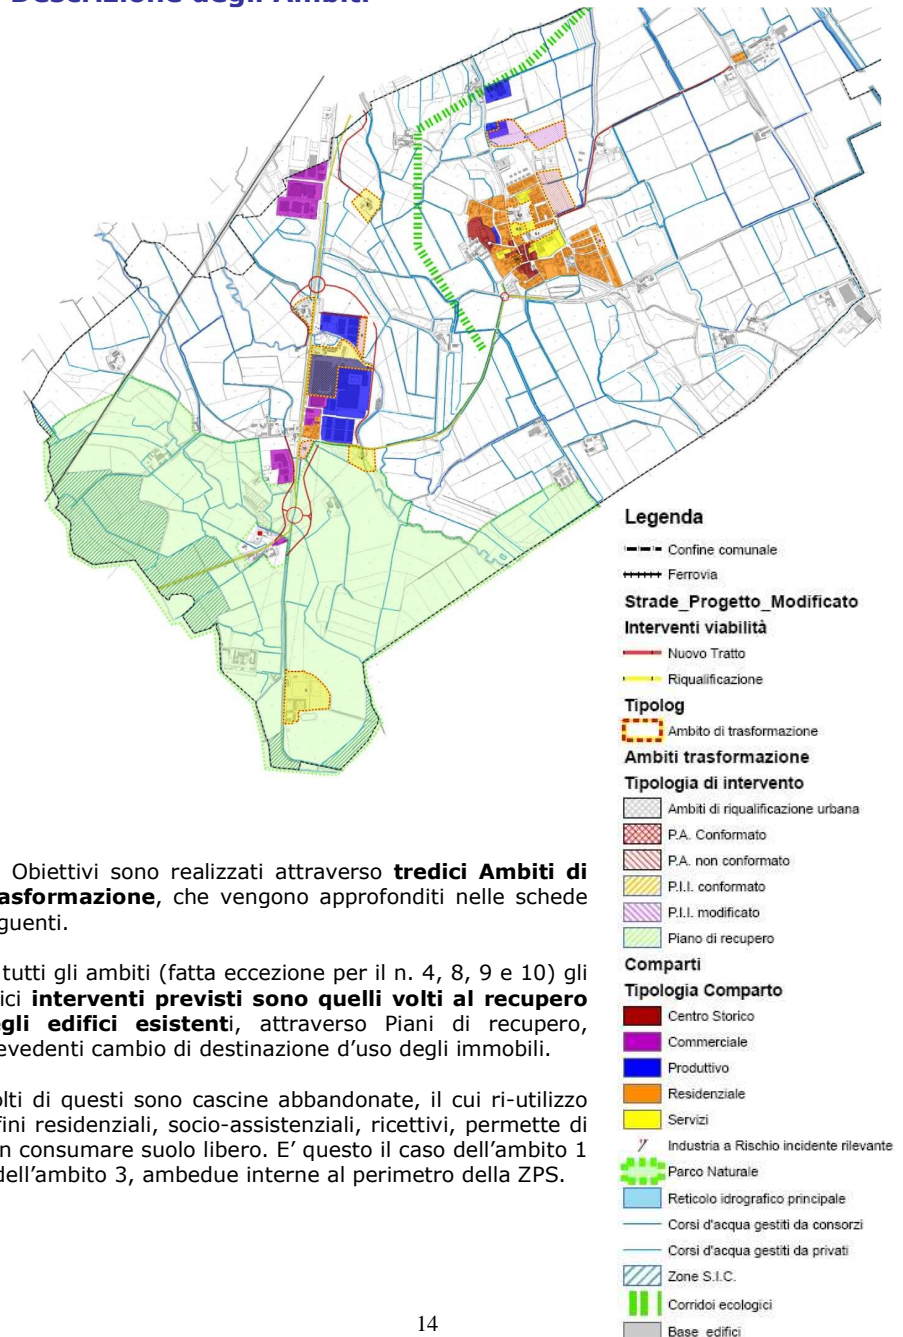 Descrizione degli Ambiti
Legenda
Confine comunale
Ferrovia
Strade_Progetto_Modificato
Interventi viabilità
Nuovo Tratto
Riqualificazione
Tipolog
Ambito di trasformazione
Ambiti trasformazione
Tipologia di intervento
Ambiti di riqualificazione urbana
P.A. Conformato
P.A. non conformato
P.I.I. conformato
P.I.I. modificato
Piano di recupero
Comparti
Tipologia Comparto
Centro Storico
Commerciale
Produttivo
Residenziale
Servizi
Industria a Rischio incidente rilevante
Parco Naturale
Reticolo idrografico principale
Corsi d'acqua gestiti da consorzi
Corsi d'acqua gestiti da privati
Zone S.I.C.
Corridoi ecologici
Base edifici
Obiettivi sono realizzati attraverso tredici Ambiti di
asformazione, che vengono approfonditi nelle schede
guenti.
tutti gli ambiti (fatta eccezione per il n. 4, 8, 9 e 10) gli
ici interventi previsti sono quelli volti al recupero
egli edifici esistenti, attraverso Piani di recupero,
evedenti cambio di destinazione d'uso degli immobili.
olti di questi sono cascine abbandonate, il cui ri-utilizzo
fini residenziali, socio-assistenziali, ricettivi, permette di
n consumare suolo libero. E' questo il caso dell'ambito 1
dell'ambito 3, ambedue interne al perimetro della ZPS.
14